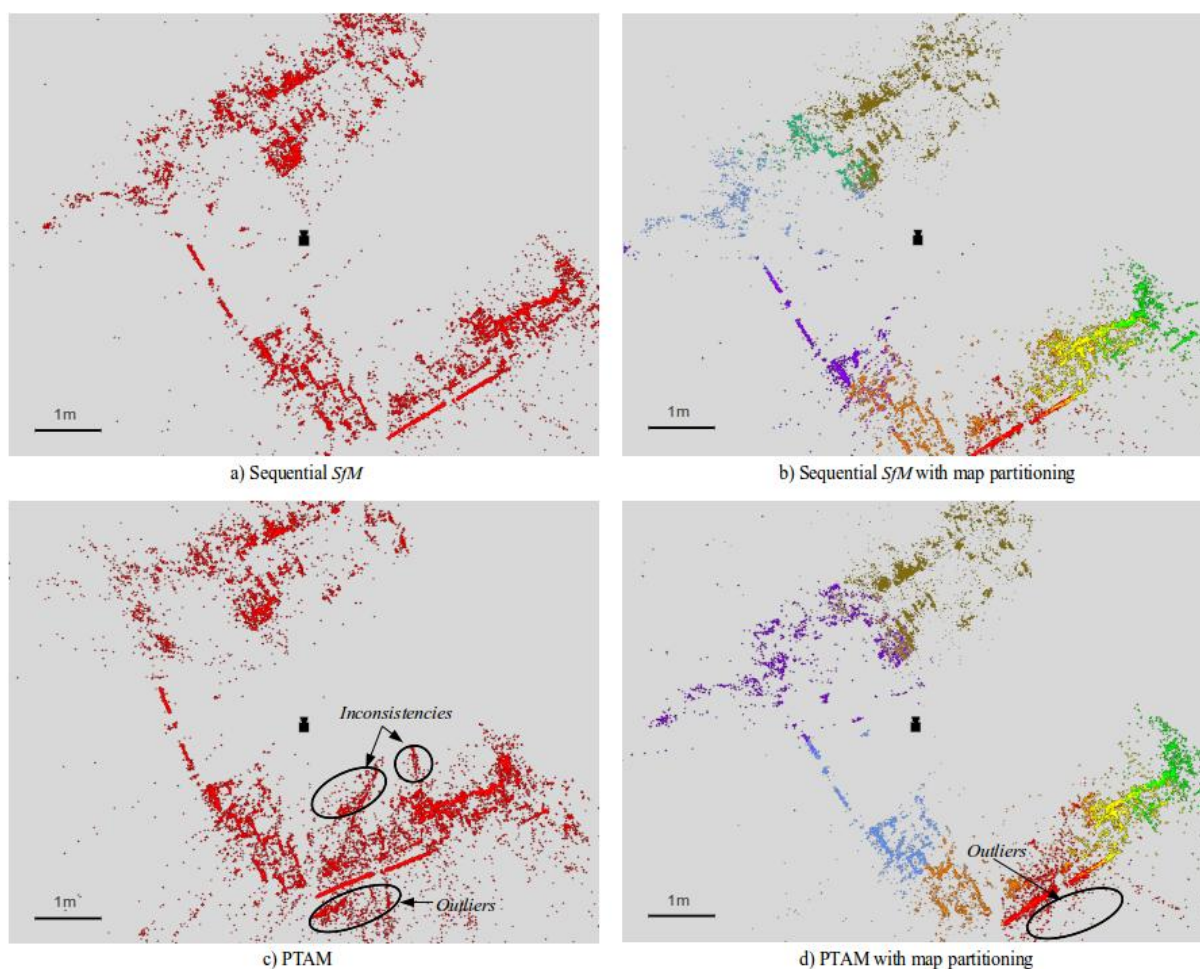 1m
1m
a) Sequential SfM
b) Sequential SfM with map partitioning
Inconsistencies
Outliers
1m
Outliers
1m
c) PTAM
d) PTAM with map partitioning